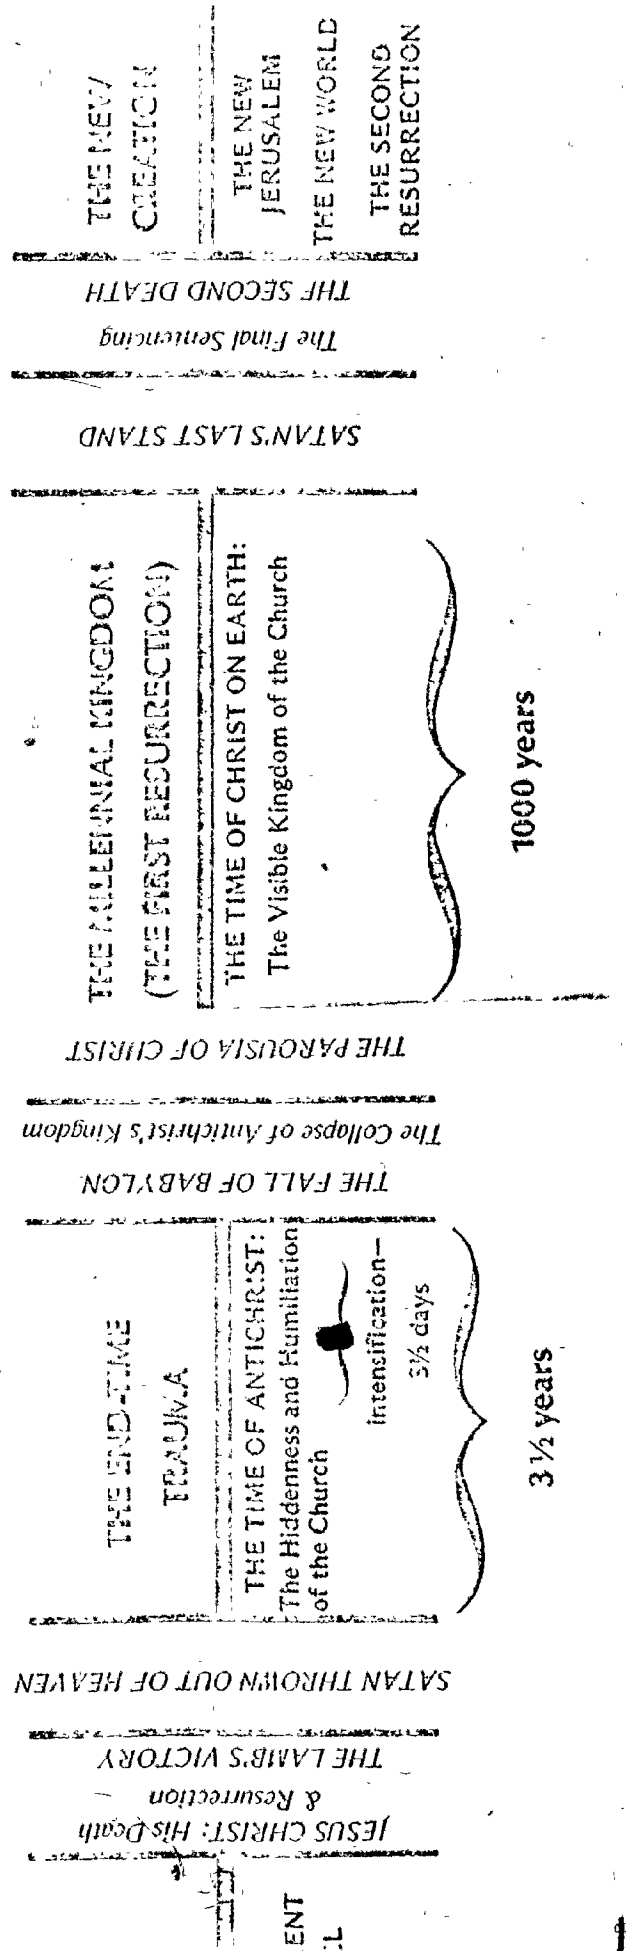 ENT
L
JESUS CHRIST: His Death
& Resurrection
THE LAMB'S VICTORY
SATAN THROWN OUT OF HEAVEN
THE END-TIME
TRAUMA
THE TIME OF ANTICHRIST:
The Hiddenness and Humiliation
of the Church
intensification—
3½ days
3½ years
THE FALL OF BABYLON
The Collapse of Antichrist's Kingdom
THE PAROUSIA OF CHRIST
THE MILLENNIAL KINGDOM
(THE FIRST RESURRECTION)
THE TIME OF CHRIST ON EARTH:
The Visible Kingdom of the Church
1000 years
SATAN'S LAST STAND
The Final Sentencing
THE SECOND DEATH
THE NEW
CREATION
THE NEW
JERUSALEM
THE NEW WORLD
THE SECOND
RESURRECTION